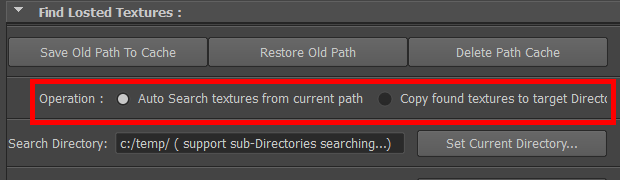 Find Losted Textures :
Save Old Path To Cache Restore Old Path Delete Path Cache
Operation : Auto Search textures from current path Copy found textures to target Directo
Search Directory: c:/temp/ ( support sub-Directories searching...) Set Current Directory...